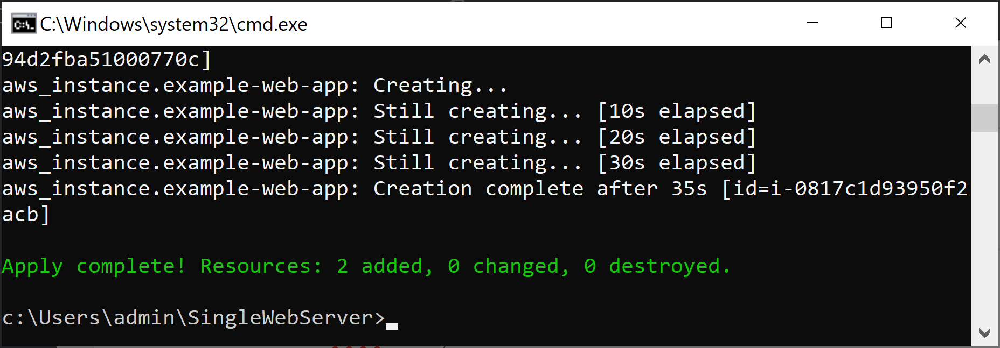 C:\Windows\system32\cmd.exe
94d2fba51000770c]
aws_instance.example-web-app: Creating...
aws_instance.example-web-app: Still creating... [10s elapsed]
aws_instance.example-web-app: Still creating... [20s elapsed]
aws_instance.example-web-app: Still creating... [30s elapsed]
aws_instance.example-web-app: Creation complete after 35s [id=i-0817c1d93950f2
acb]
Apply complete! Resources: 2 added, 0 changed, 0 destroyed.
c:\Users\admin\SingleWebServer>